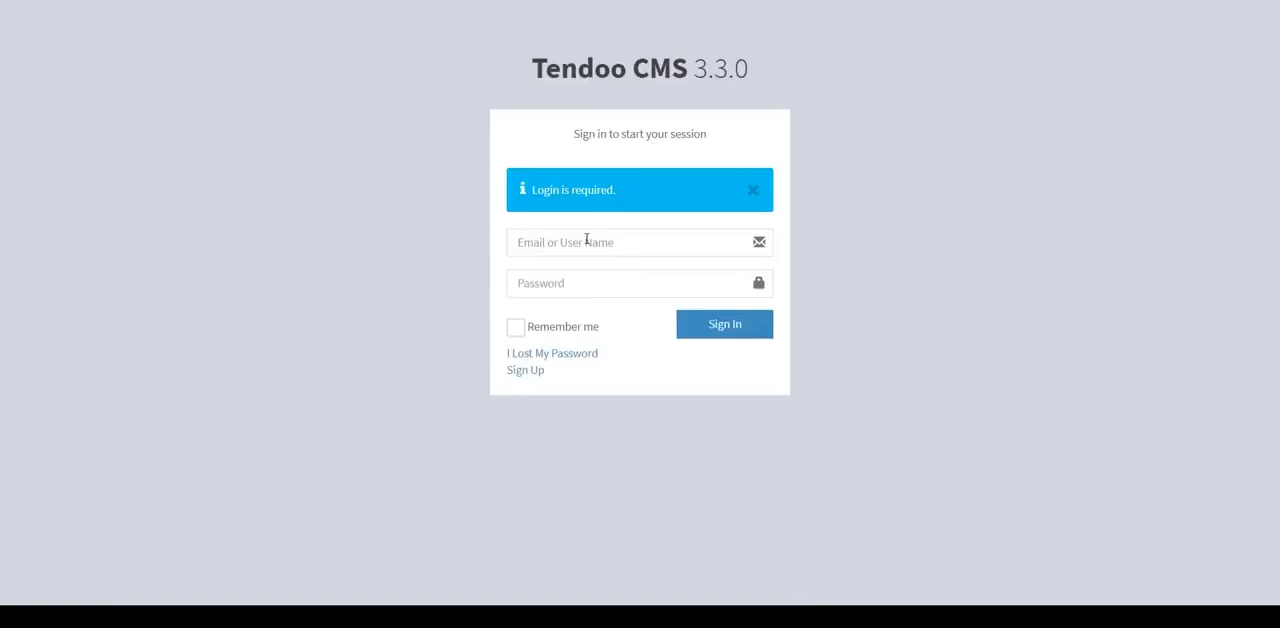 Tendoo CMS 3.3.0
Sign in to start your session
Login is required.
Email or User Name
Password
Remember me
Sign In
I Lost My Password
Sign Up